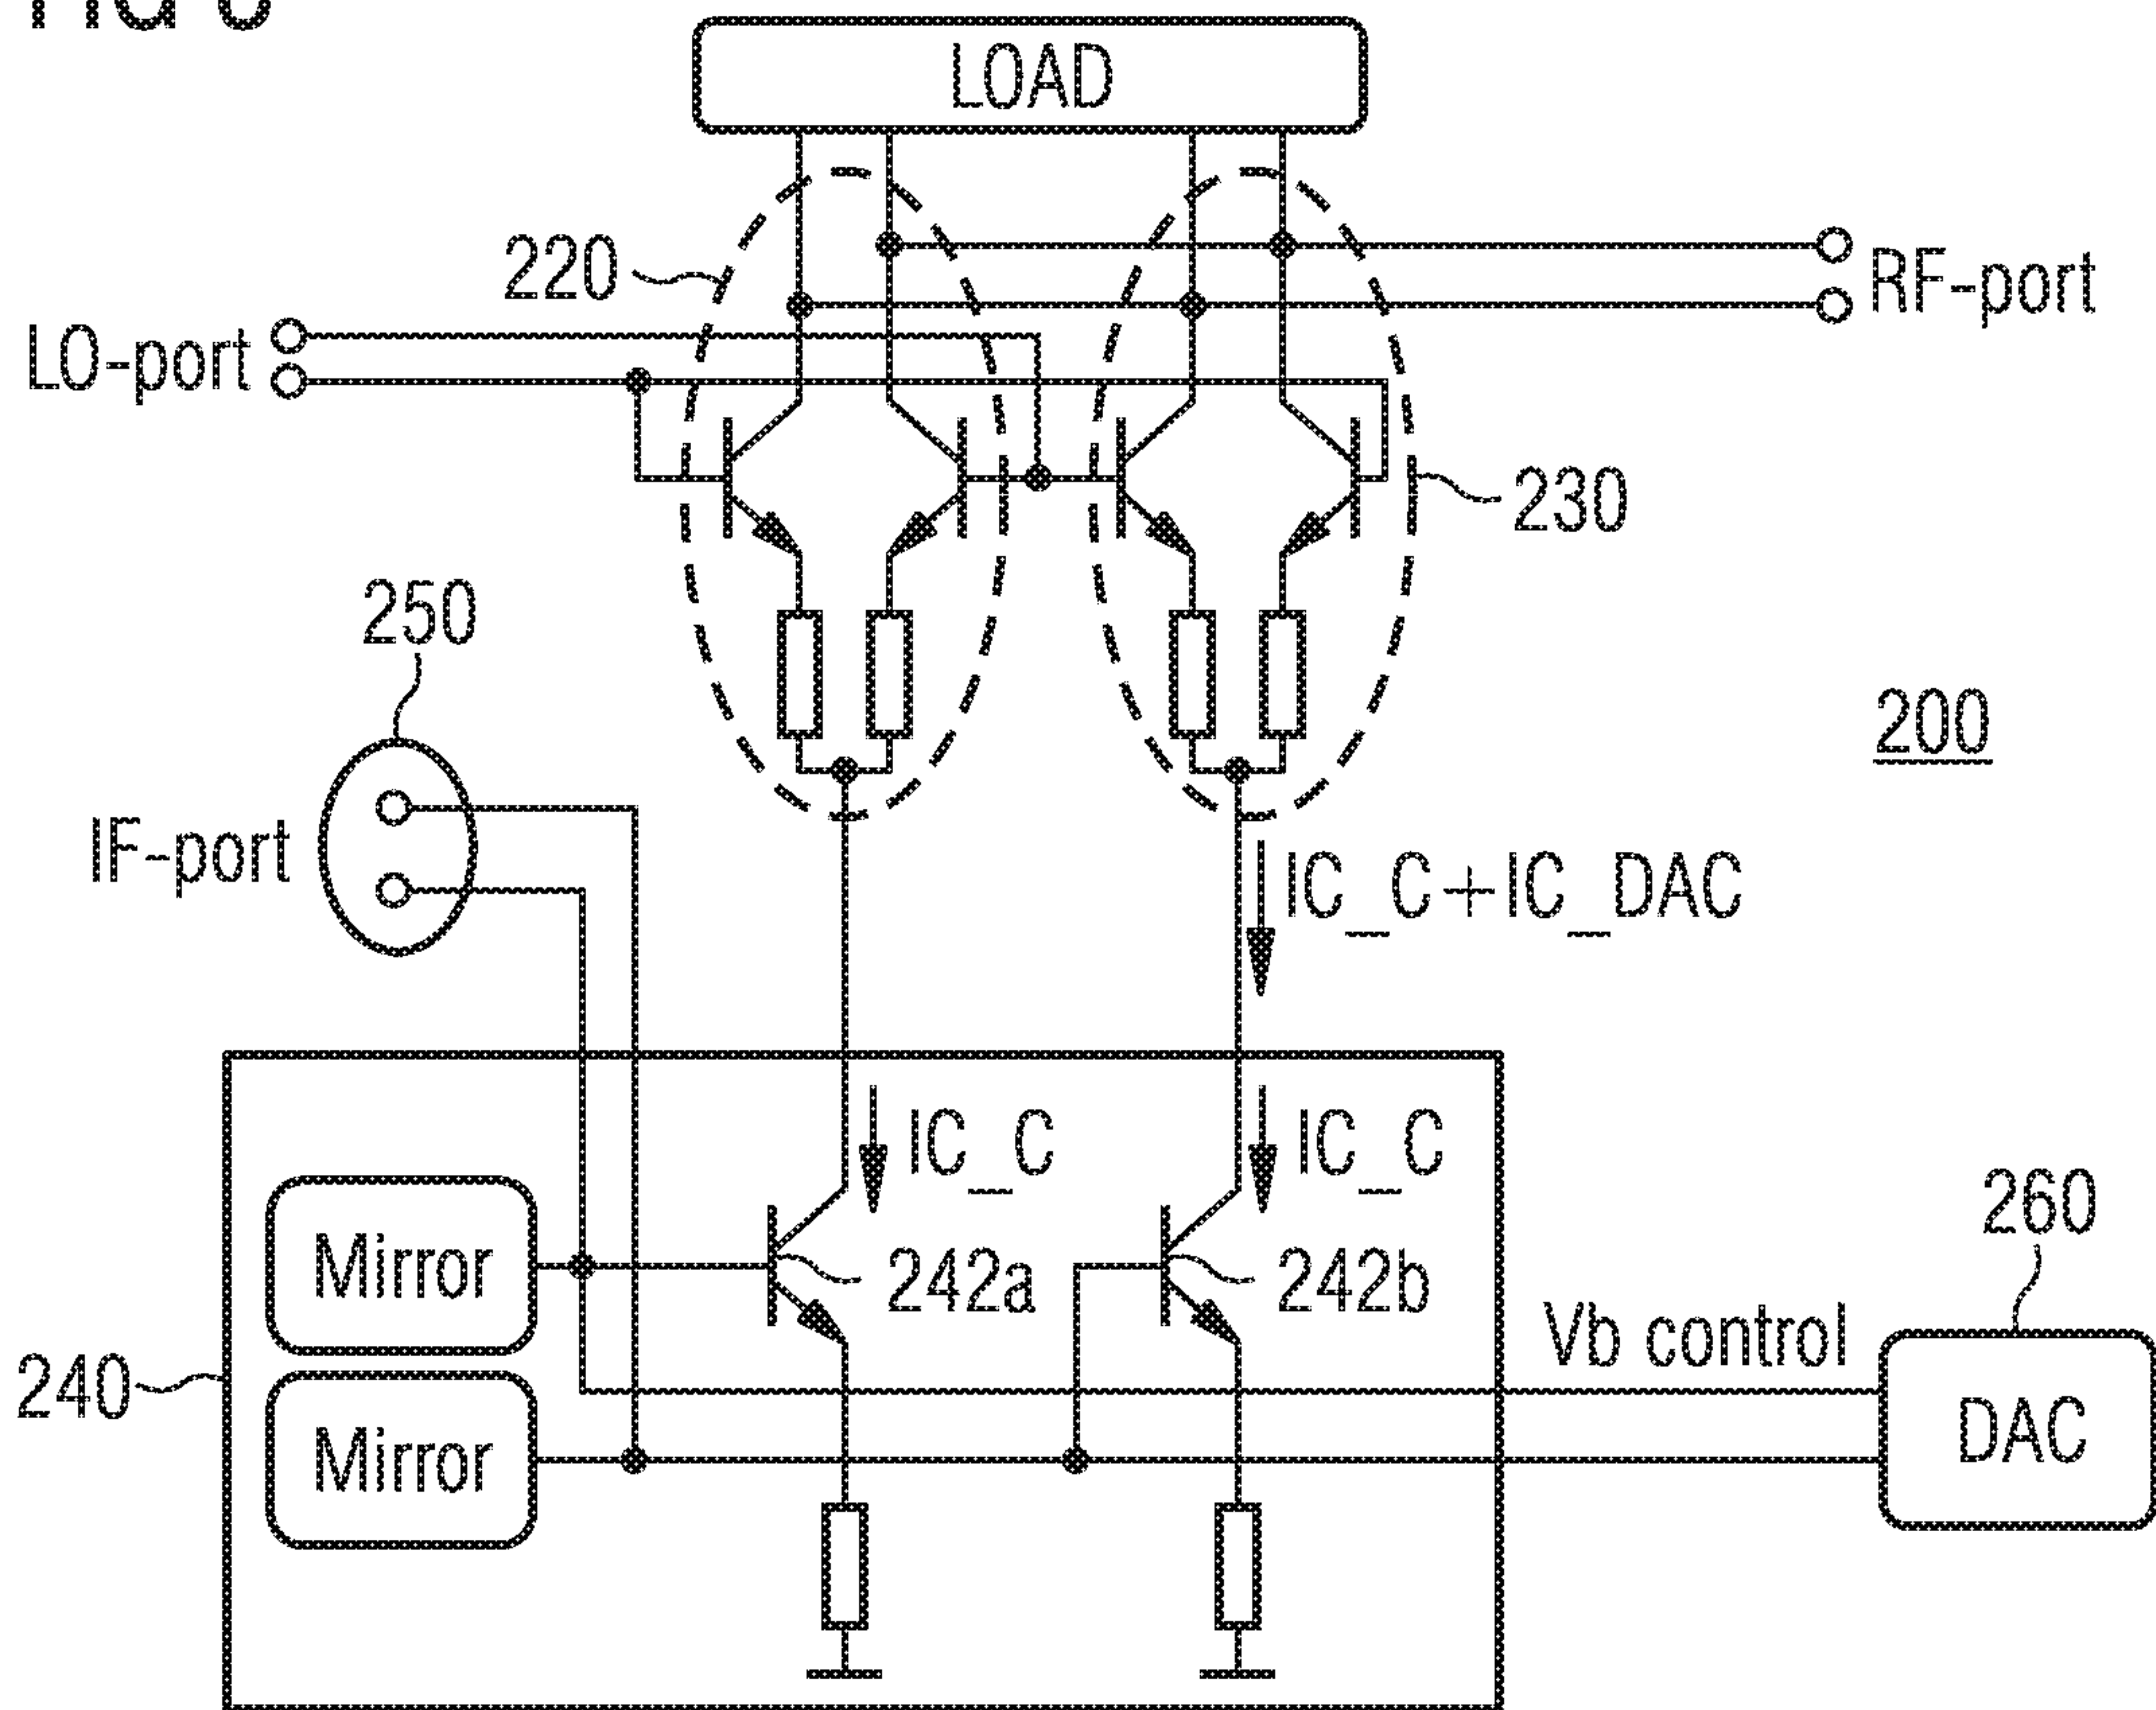 LOAD
220
RF-port
LO-port
230
250
200
IF-port
IC_C+IC_DAC
IC_C
IC_C
260
Mirror
242a
242b
Vb control
240
Mirror
DAC